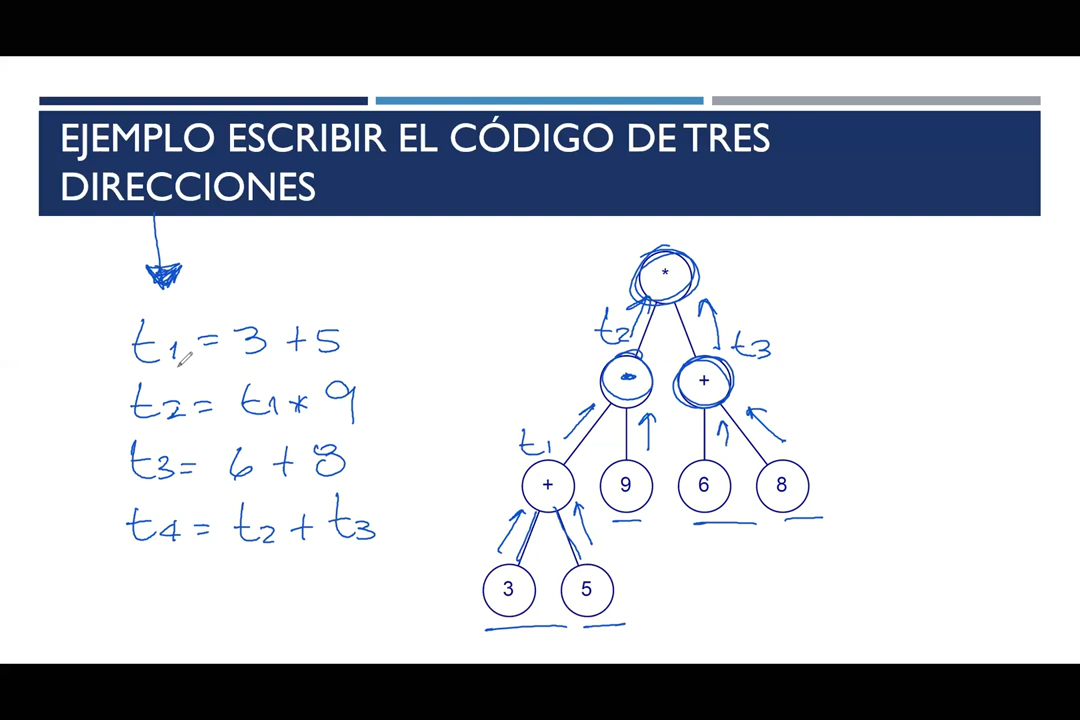 EJEMPLO ESCRIBIR EL CÓDIGO DE TRES
DIRECCIONES
t1 = 3 + 5
t2 = t1 * 9
t3 = 6 + 8
t4 = t2 + t3
*
t2
t3
+
t1
+
9
6
8
3
5